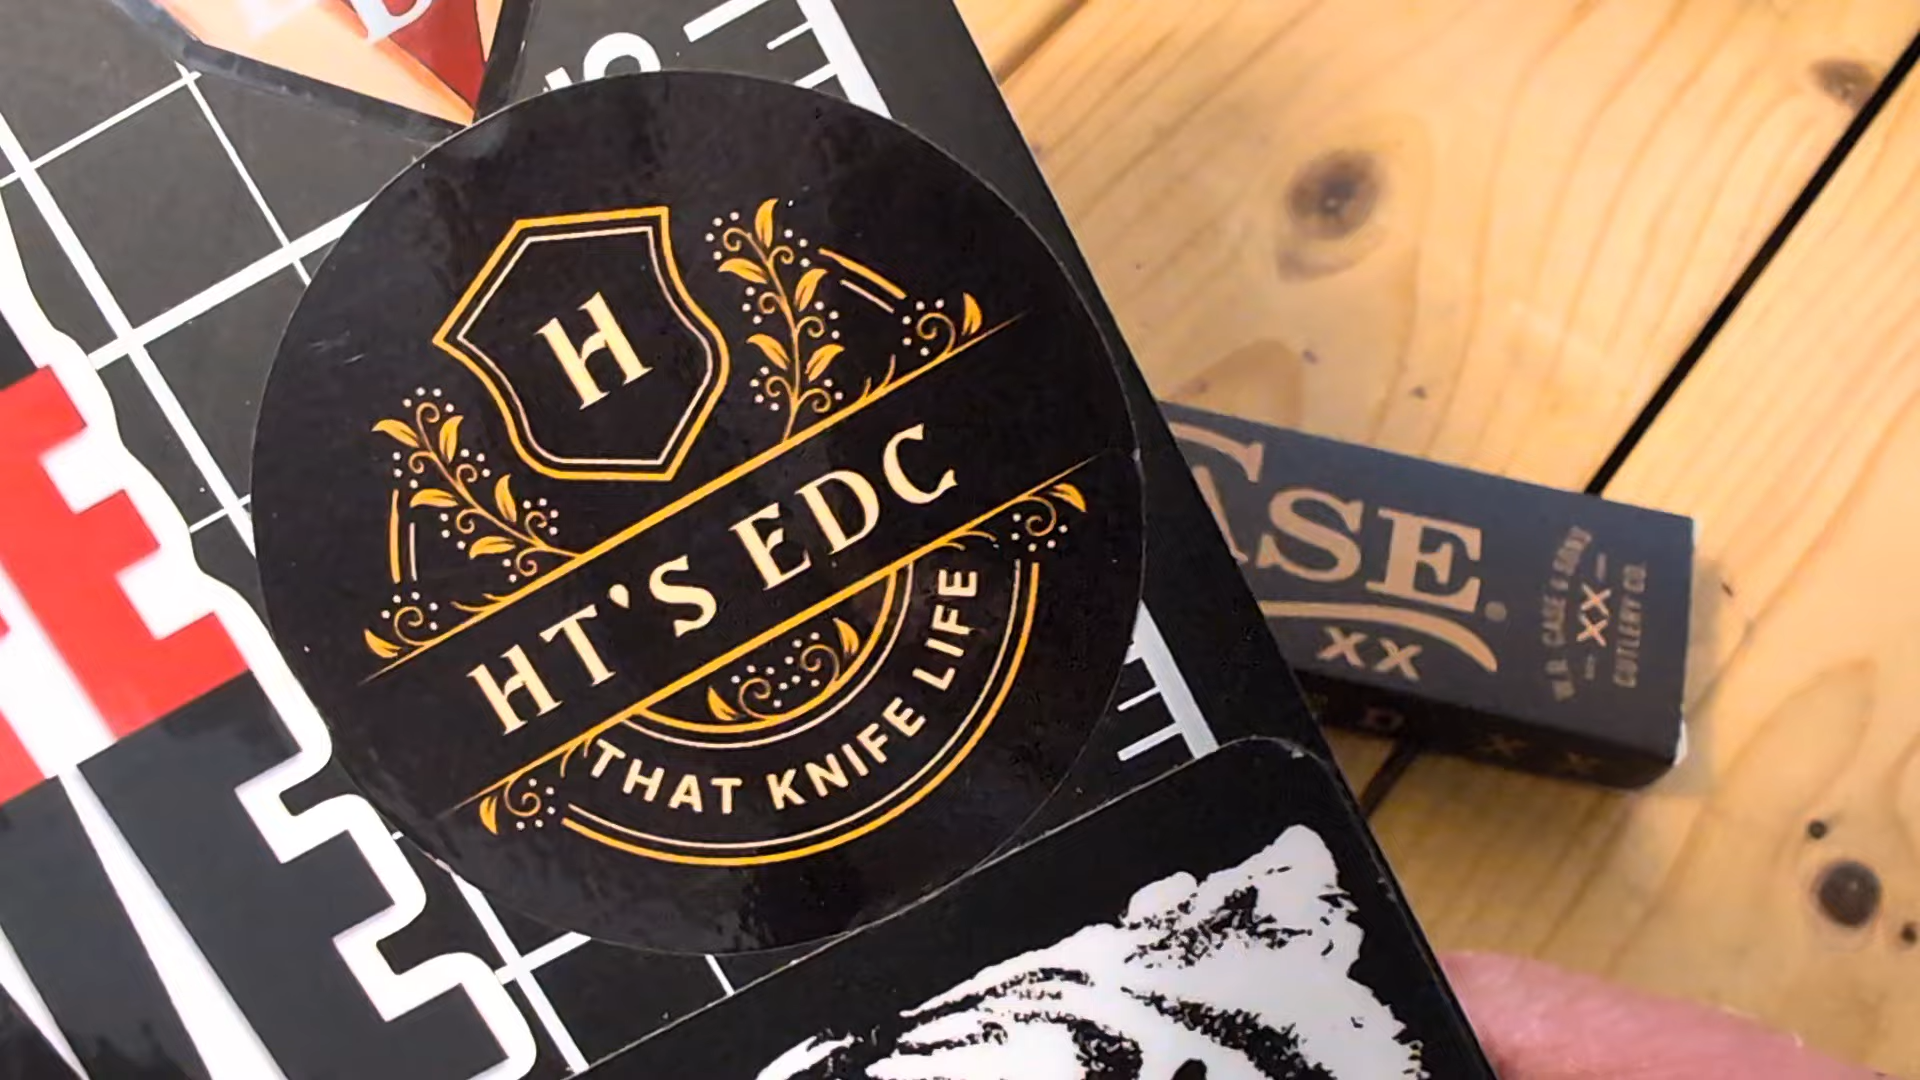 H
HT'S EDC
THAT KNIFE LIFE
ASE
XX
W.R. CASE & SONS
XX
CUTLERY CO.